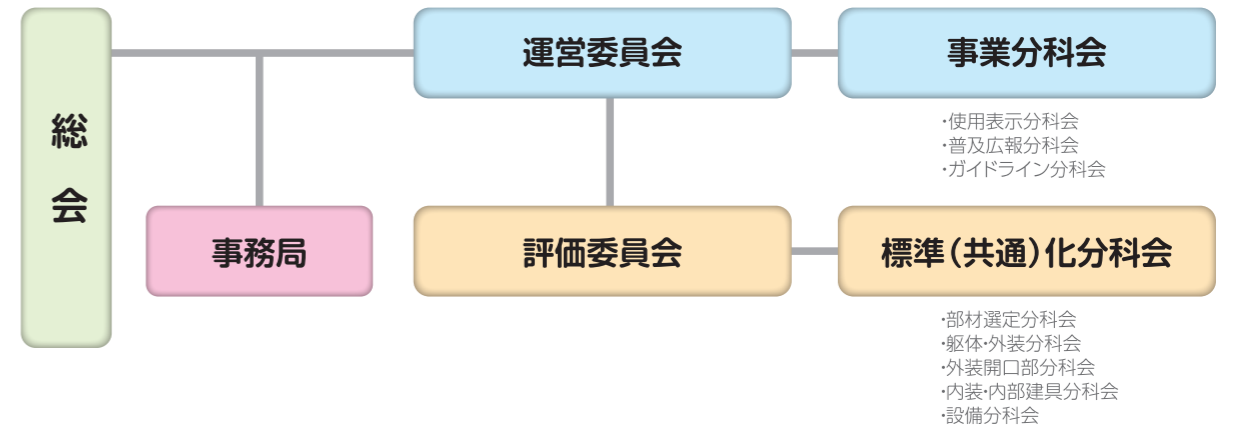 総会
運営委員会
事業分科会
・使用表示分科会
・普及広報分科会
・ガイドライン分科会
事務局
評価委員会
標準(共通)化分科会
・部材選定分科会
・躯体・外装分科会
・外装開口部分科会
・内装・内部建具分科会
・設備分科会